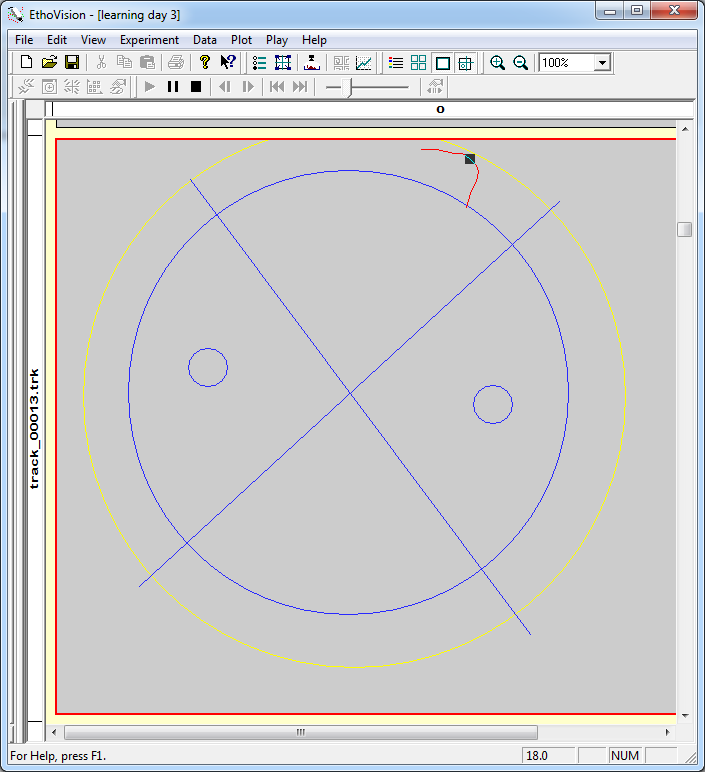 EthoVision - [learning day 3]
File Edit View Experiment Data Plot Play Help
100%
0
track_00013.trk
For Help, press F1.
18.0
NUM